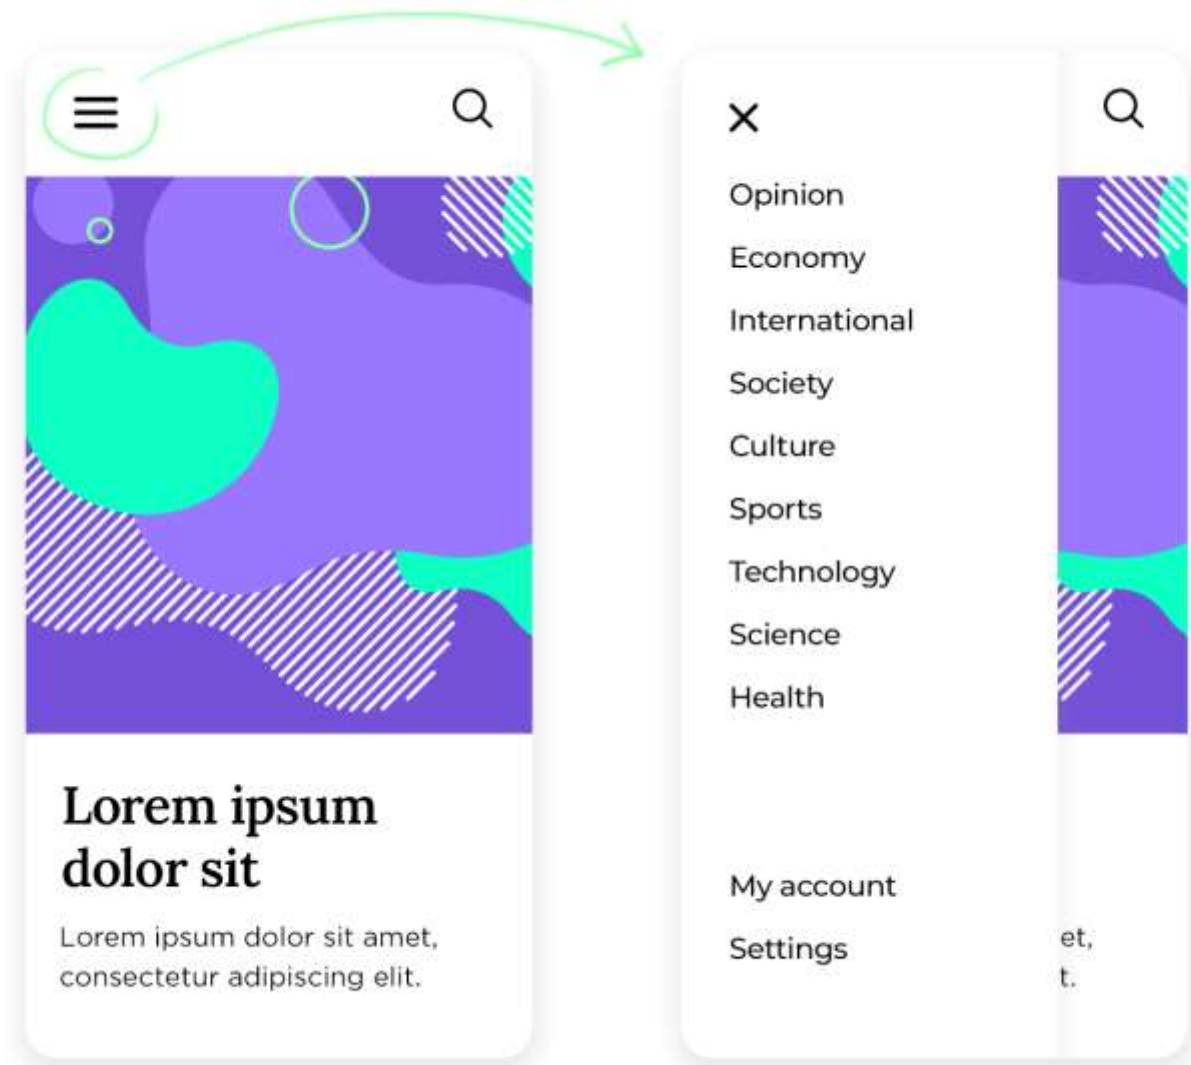 Lorem ipsum
dolor sit
Lorem ipsum dolor sit amet,
consectetur adipiscing elit.
Opinion
Economy
International
Society
Culture
Sports
Technology
Science
Health
My account
Settings
et,
t.